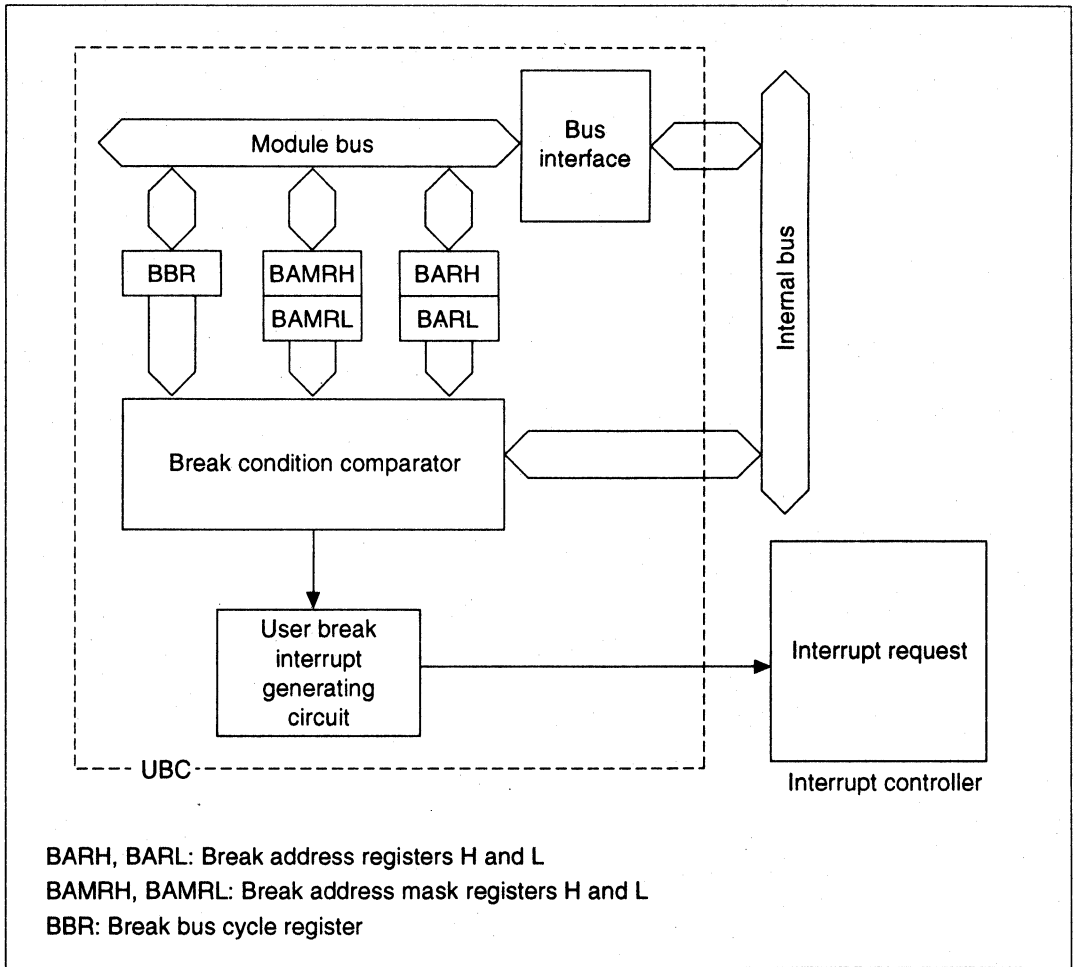 Module bus
Bus
interface
Internal bus
BBR
BAMRH
BARH
BAMRL
BARL
Break condition comparator
User break
interrupt
generating
circuit
Interrupt request
UBC
Interrupt controller
BARH, BARL: Break address registers H and L
BAMRH, BAMRL: Break address mask registers H and L
BBR: Break bus cycle register